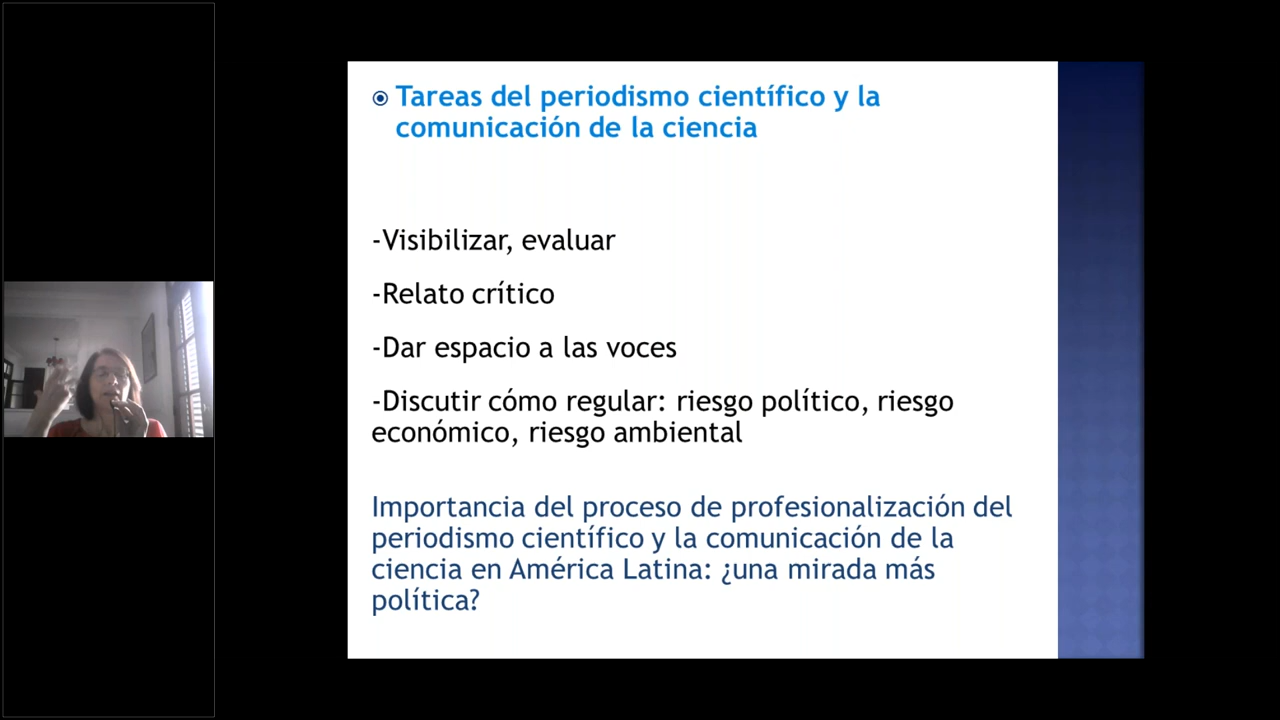 Tareas del periodismo científico y la
comunicación de la ciencia
-Visibilizar, evaluar
-Relato crítico
-Dar espacio a las voces
-Discutir cómo regular: riesgo político, riesgo
económico, riesgo ambiental
Importancia del proceso de profesionalización del
periodismo científico y la comunicación de la
ciencia en América Latina: ¿una mirada más
política?